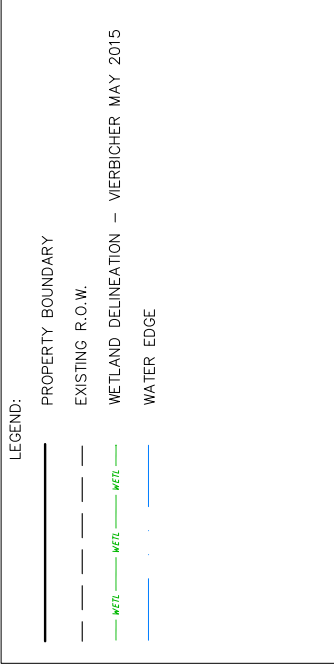 LEGEND:
PROPERTY BOUNDARY
EXISTING R.O.W.
WETL WETL WETL WETLAND DELINEATION – VIERBICHER MAY 2015
WATER EDGE